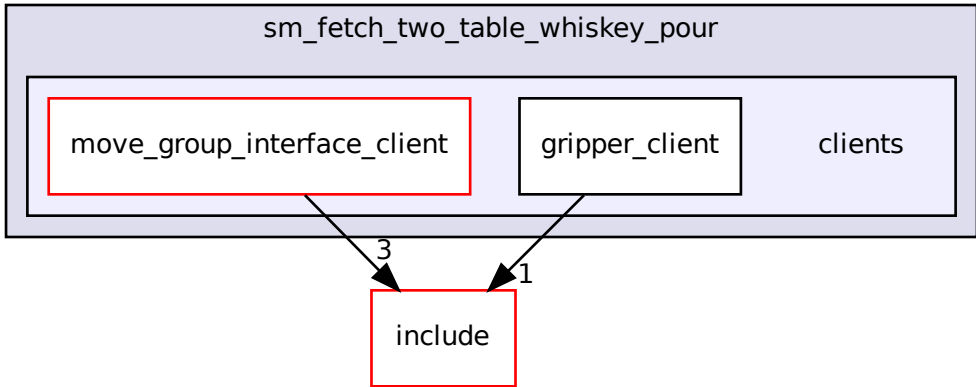 sm_fetch_two_table_whiskey_pour
move_group_interface_client
gripper_client
clients
3
1
include